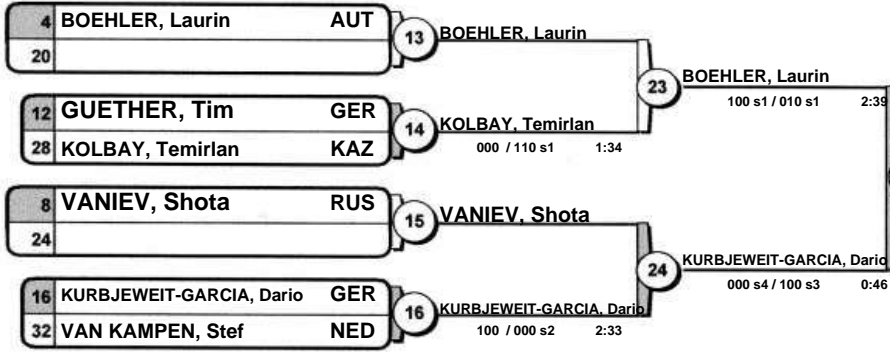 4 BOEHLER, Laurin AUT
20
13
BOEHLER, Laurin
12 GUETHER, Tim GER
28 KOLBAY, Temirlan KAZ
14
KOLBAY, Temirlan
000 / 110 s1 1:34
23
BOEHLER, Laurin
100 s1 / 010 s1 2:39
8 VANIEV, Shota RUS
24
15
VANIEV, Shota
16 KURBJEWEIT-GARCIA, Dario GER
32 VAN KAMPEN, Stef NED
16
KURBJEWEIT-GARCIA, Dario
100 / 000 s2 2:33
24
KURBJEWEIT-GARCIA, Dario
000 s4 / 100 s3 0:46